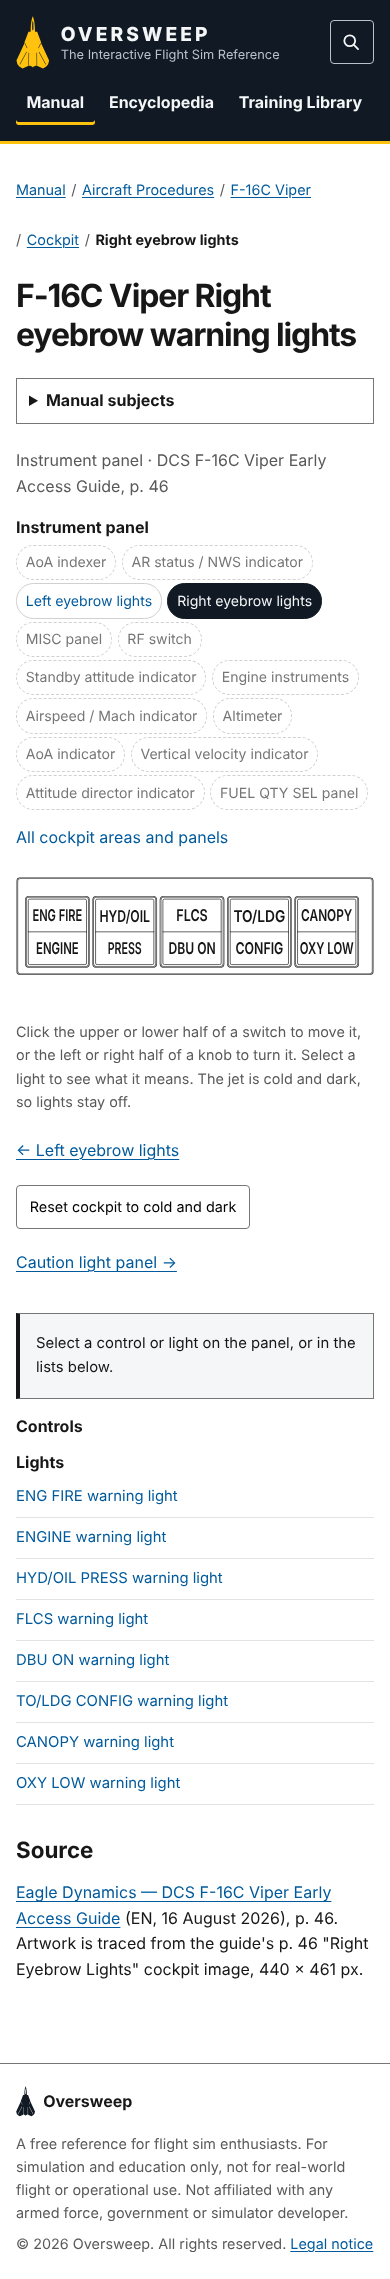 OVERSWEEP
The Interactive Flight Sim Reference
Manual Encyclopedia Training Library
Manual / Aircraft Procedures / F-16C Viper
/ Cockpit / Right eyebrow lights
F-16C Viper Right
eyebrow warning lights
Manual subjects
Instrument panel · DCS F-16C Viper Early
Access Guide, p. 46
Instrument panel
AoA indexer AR status / NWS indicator
Left eyebrow lights Right eyebrow lights
MISC panel RF switch
Standby attitude indicator Engine instruments
Airspeed / Mach indicator Altimeter
AoA indicator Vertical velocity indicator
Attitude director indicator FUEL QTY SEL panel
All cockpit areas and panels
ENG FIRE HYD/OIL FLCS TO/LDG CANOPY
ENGINE PRESS DBU ON CONFIG OXY LOW
Click the upper or lower half of a switch to move it,
or the left or right half of a knob to turn it. Select a
light to see what it means. The jet is cold and dark,
so lights stay off.
← Left eyebrow lights
Reset cockpit to cold and dark
Caution light panel →
Select a control or light on the panel, or in the
lists below.
Controls
Lights
ENG FIRE warning light
ENGINE warning light
HYD/OIL PRESS warning light
FLCS warning light
DBU ON warning light
TO/LDG CONFIG warning light
CANOPY warning light
OXY LOW warning light
Source
Eagle Dynamics — DCS F-16C Viper Early
Access Guide (EN, 16 August 2026), p. 46.
Artwork is traced from the guide's p. 46 "Right
Eyebrow Lights" cockpit image, 440 × 461 px.
Oversweep
A free reference for flight sim enthusiasts. For
simulation and education only, not for real-world
flight or operational use. Not affiliated with any
armed force, government or simulator developer.
© 2026 Oversweep. All rights reserved. Legal notice